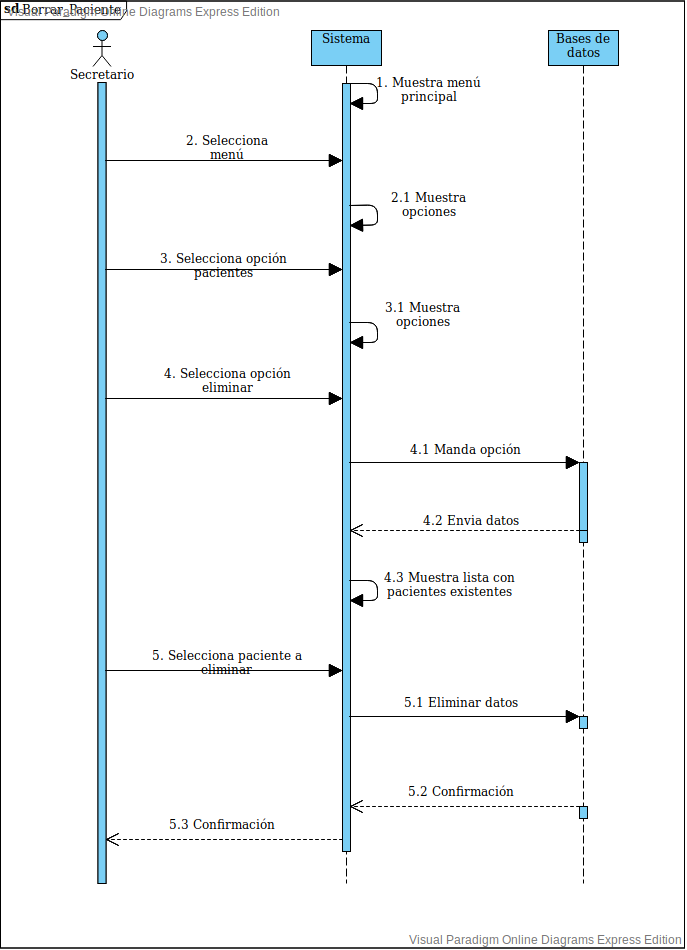 sd Borrar_Paciente
Visual Paradigm Online Diagrams Express Edition
Secretario
Sistema
Bases de
datos
1. Muestra menú
principal
2. Selecciona
menú
2.1 Muestra
opciones
3. Selecciona opción
pacientes
3.1 Muestra
opciones
4. Selecciona opción
eliminar
4.1 Manda opción
4.2 Envia datos
4.3 Muestra lista con
pacientes existentes
5. Selecciona paciente a
eliminar
5.1 Eliminar datos
5.2 Confirmación
5.3 Confirmación
Visual Paradigm Online Diagrams Express Edition